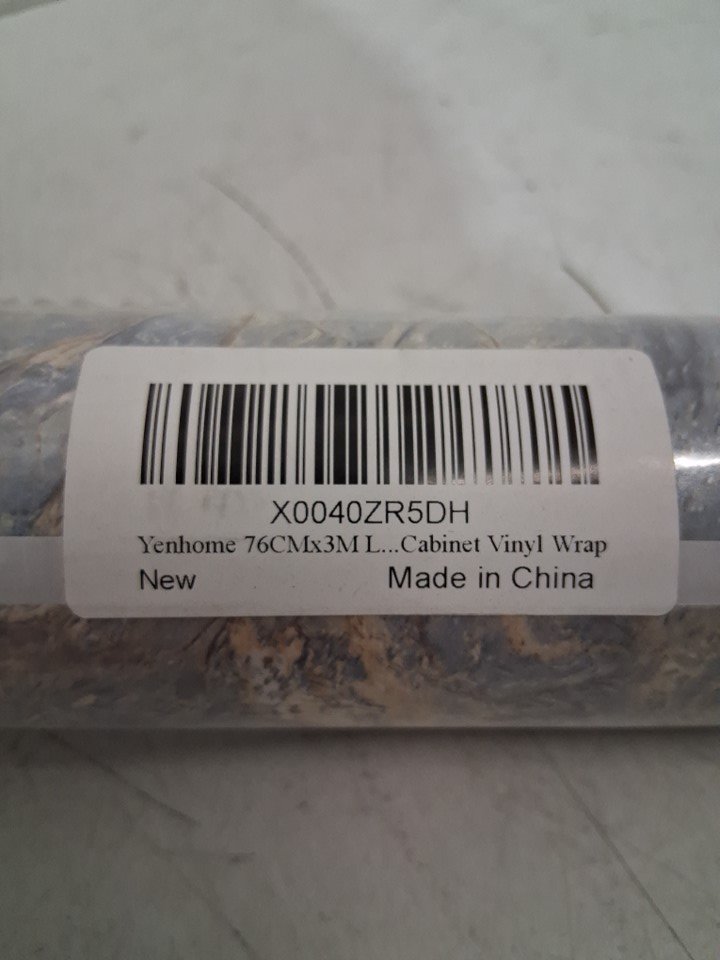 X0040ZR5DH
Yenhome 76CMx3M L...Cabinet Vinyl Wrap
New Made in China